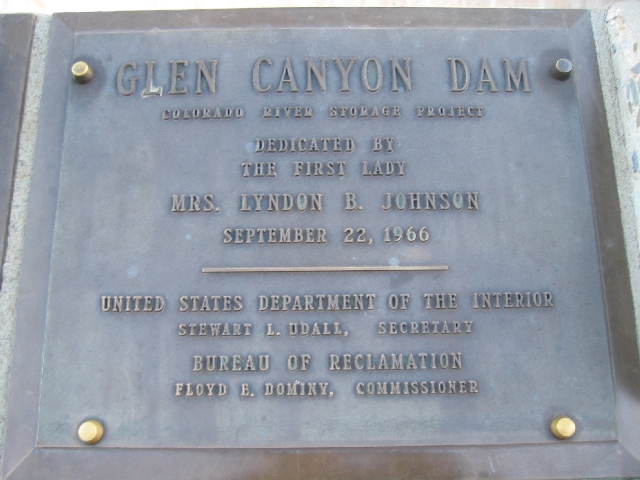 GLEN CANYON DAM
COLORADO RIVER STORAGE PROJECT
DEDICATED BY
THE FIRST LADY
MRS. LYNDON B. JOHNSON
SEPTEMBER 22, 1966
UNITED STATES DEPARTMENT OF THE INTERIOR
STEWART L. UDALL, SECRETARY
BUREAU OF RECLAMATION
FLOYD E. DOMINY, COMMISSIONER